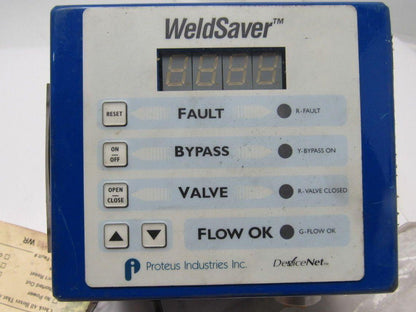 WeldSaver™
RESET FAULT R-FAULT
ON OFF BYPASS Y-BYPASS ON
OPEN CLOSE VALVE R-VALVE CLOSED
FLOW OK G-FLOW OK
Proteus Industries Inc. DeviceNet™